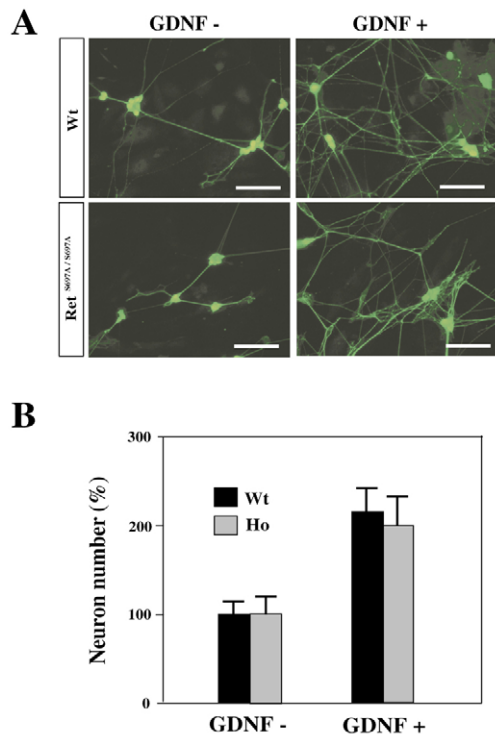 A
GDNF - GDNF +
Wt
Ret S697A / S697A
B
Neuron number (%)
300
200
100
0
Wt
Ho
GDNF - GDNF +